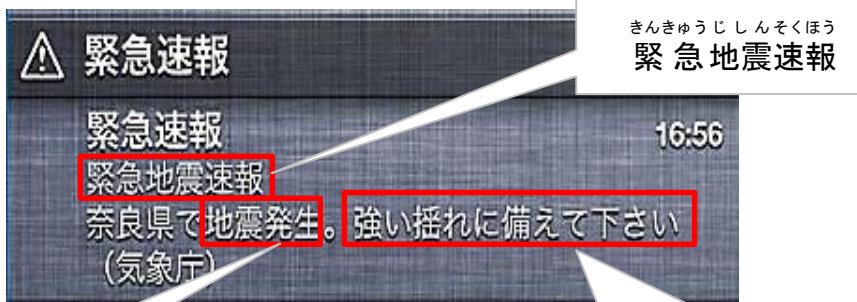 緊急速報
きんきゅうじしんそくほう
緊急地震速報
緊急速報 16:56
緊急地震速報
奈良県で地震発生。強い揺れに備えて下さい
（気象庁）